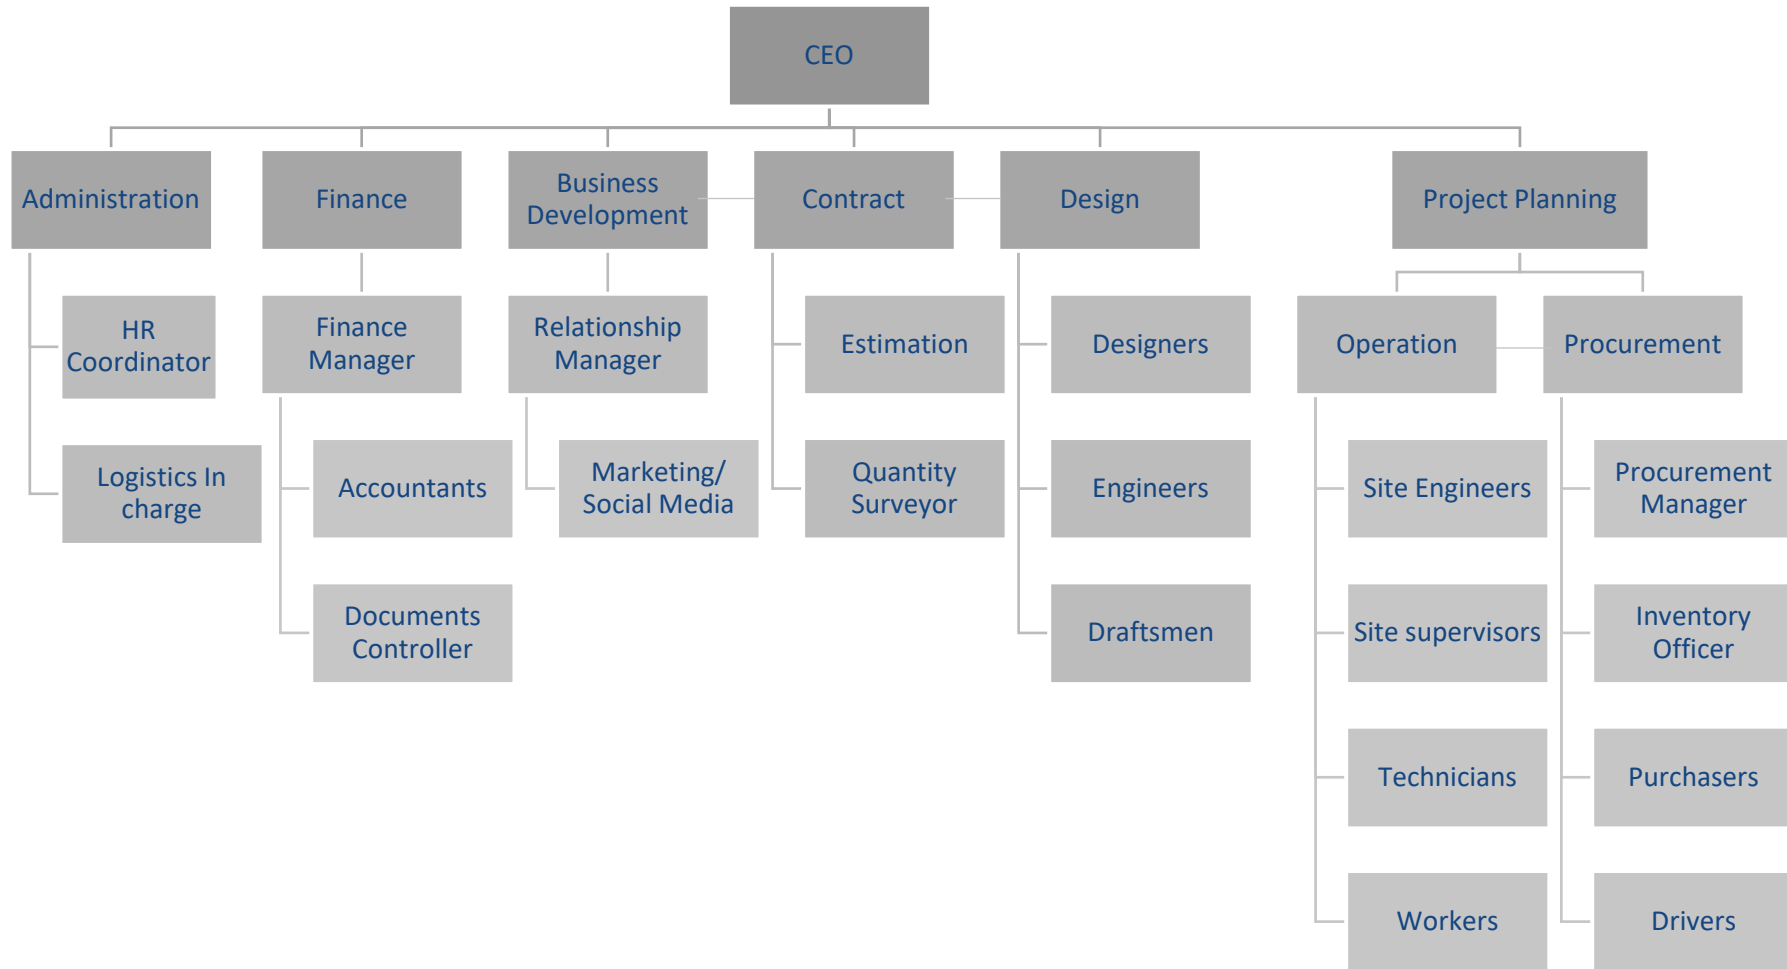 CEO
Administration
Finance
Business
Development
Contract
Design
Project Planning
HR
Coordinator
Finance
Manager
Relationship
Manager
Estimation
Designers
Operation
Procurement
Logistics In
charge
Accountants
Marketing/
Social Media
Quantity
Surveyor
Engineers
Site Engineers
Procurement
Manager
Documents
Controller
Draftsmen
Site supervisors
Inventory
Officer
Technicians
Purchasers
Workers
Drivers